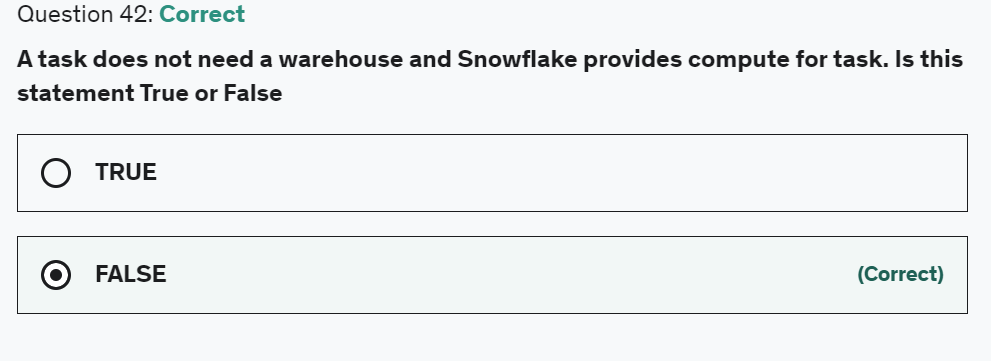 Question 42: Correct
A task does not need a warehouse and Snowflake provides compute for task. Is this
statement True or False
TRUE
FALSE (Correct)